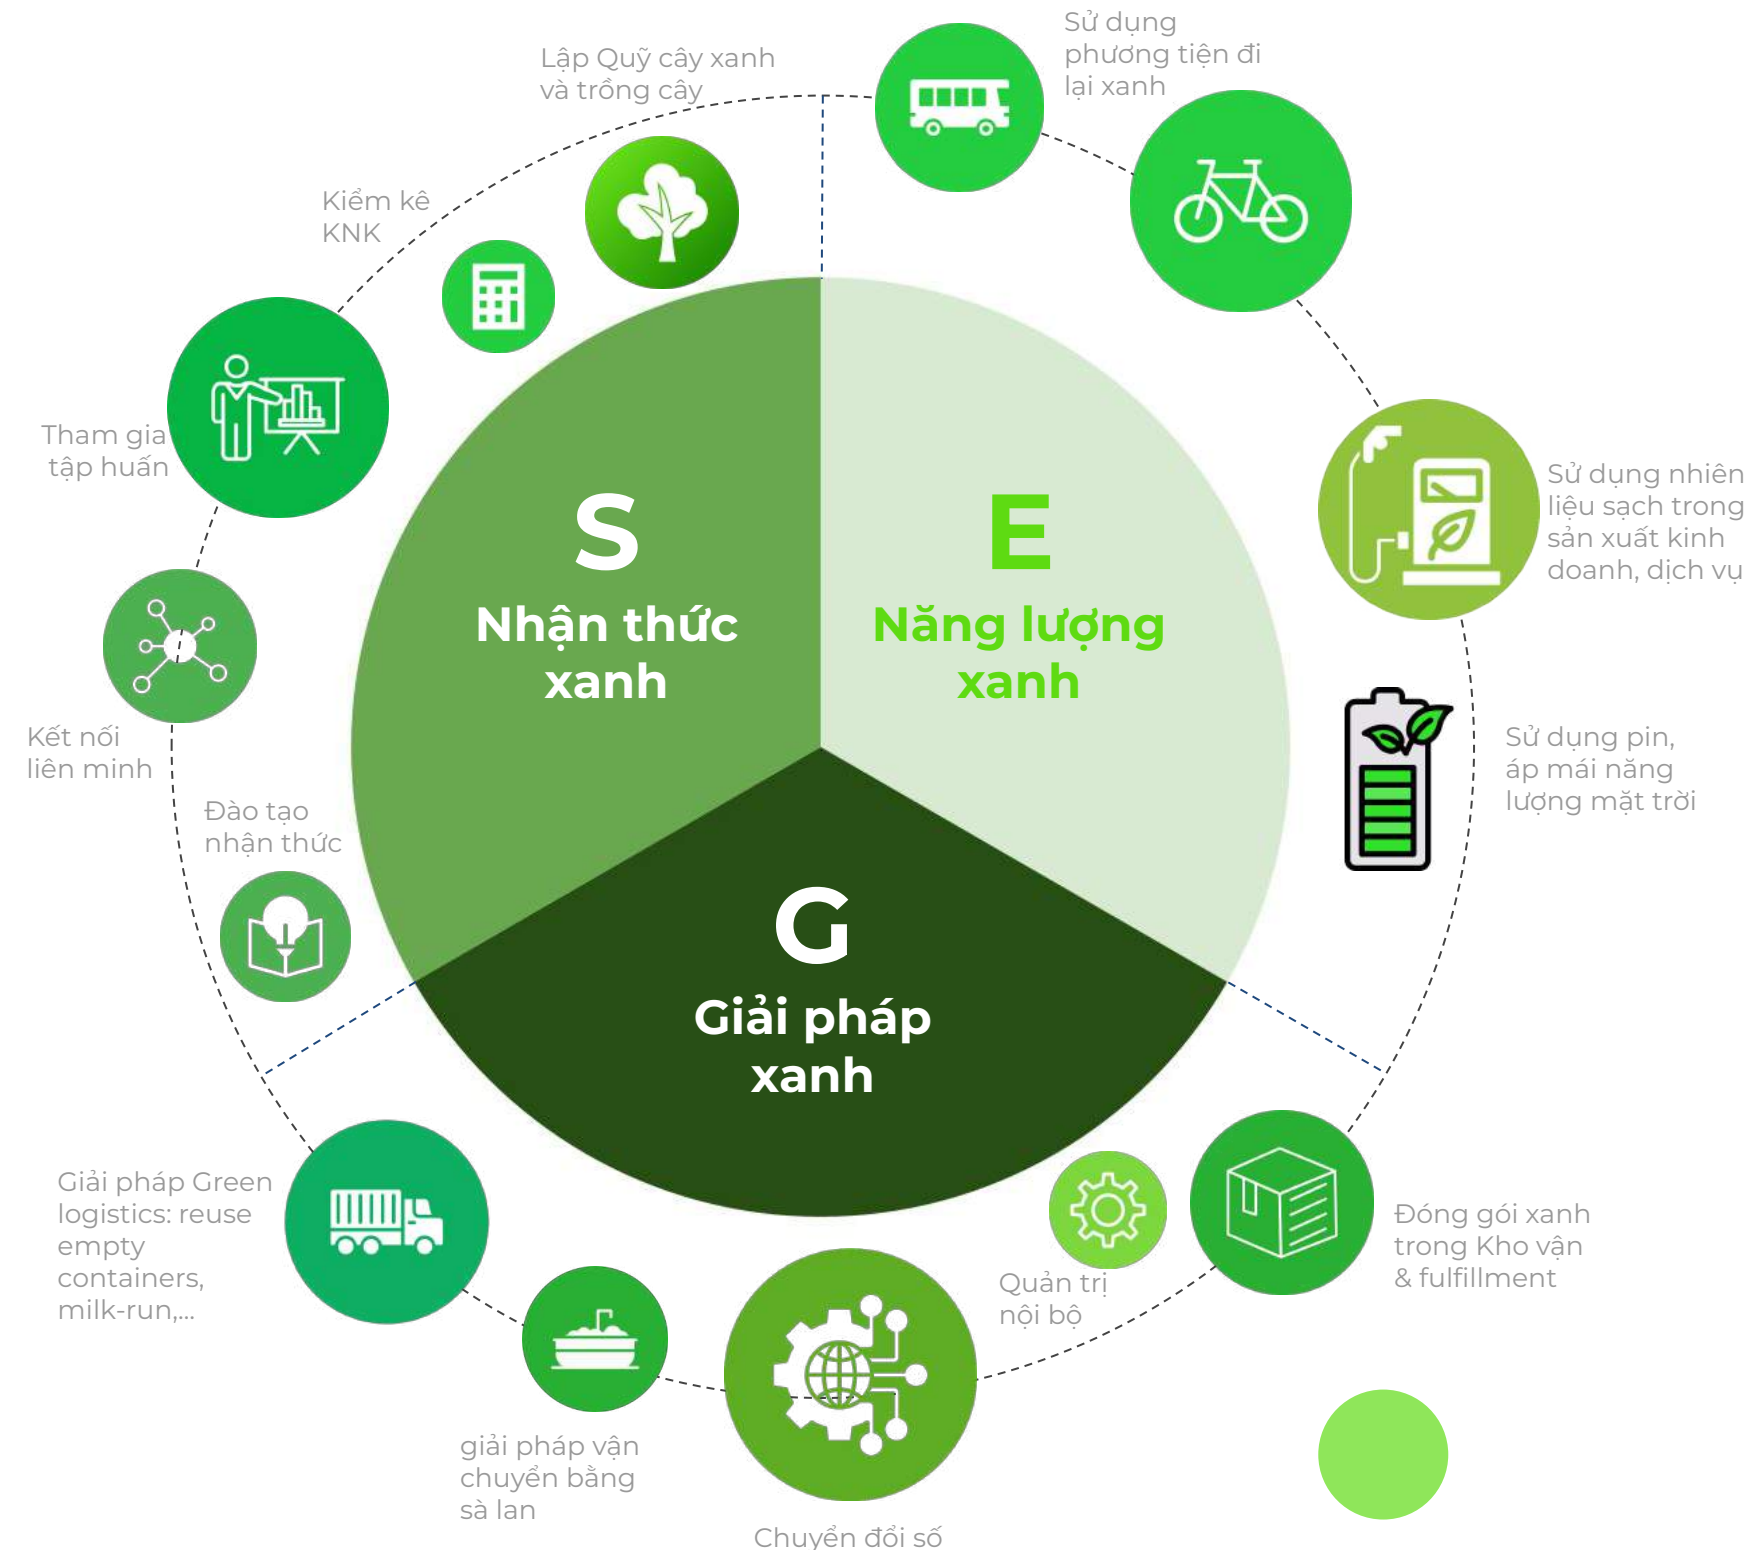 Sử dụng
phương tiện đi
lại xanh
Lập Quỹ cây xanh
và trồng cây
Kiểm kê
KNK
Tham gia
tập huấn
Sử dụng nhiên
liệu sạch trong
sản xuất kinh
doanh, dịch vụ
S
Nhận thức
xanh
E
Năng lượng
xanh
Kết nối
liên minh
Sử dụng pin,
áp mái năng
lượng mặt trời
Đào tạo
nhận thức
G
Giải pháp
xanh
Giải pháp Green
logistics: reuse
empty
containers,
milk-run,...
Đóng gói xanh
trong Kho vận
& fulfillment
Quản trị
nội bộ
giải pháp vận
chuyển bằng
sà lan
Chuyển đổi số